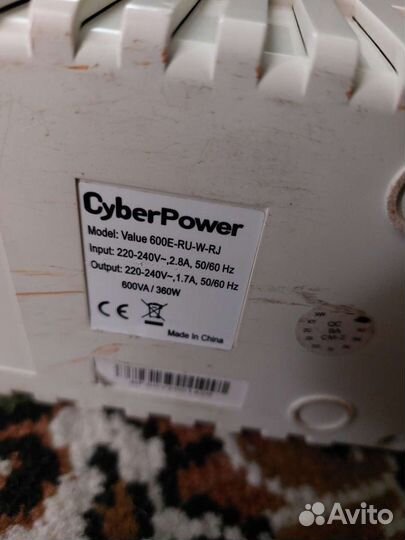 CyberPower
Model: Value 600E-RU-W-RJ
Input: 220-240V~,2.8A, 50/60 Hz
Output: 220-240V~,1.7A, 50/60 Hz
600VA / 360W
CE
Made in China
QC
Avito